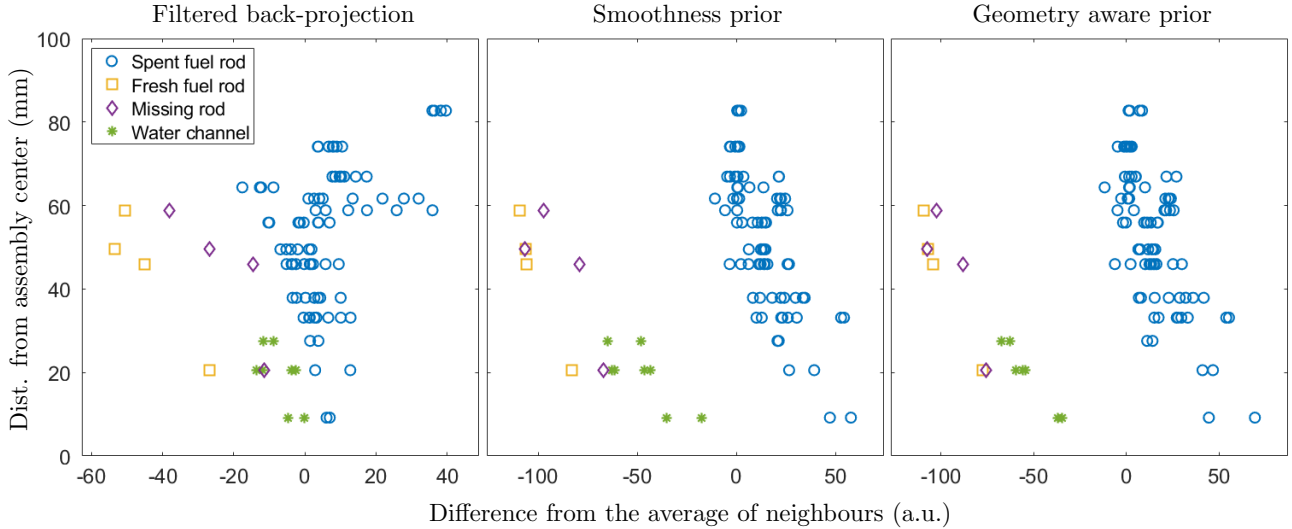 Filtered back-projection
Smoothness prior
Geometry aware prior
Dist. from assembly center (mm)
100
80
60
40
20
0
Spent fuel rod
Fresh fuel rod
Missing rod
Water channel
-60 -40 -20 0 20 40
-100 -50 0 50
-100 -50 0 50
Difference from the average of neighbours (a.u.)